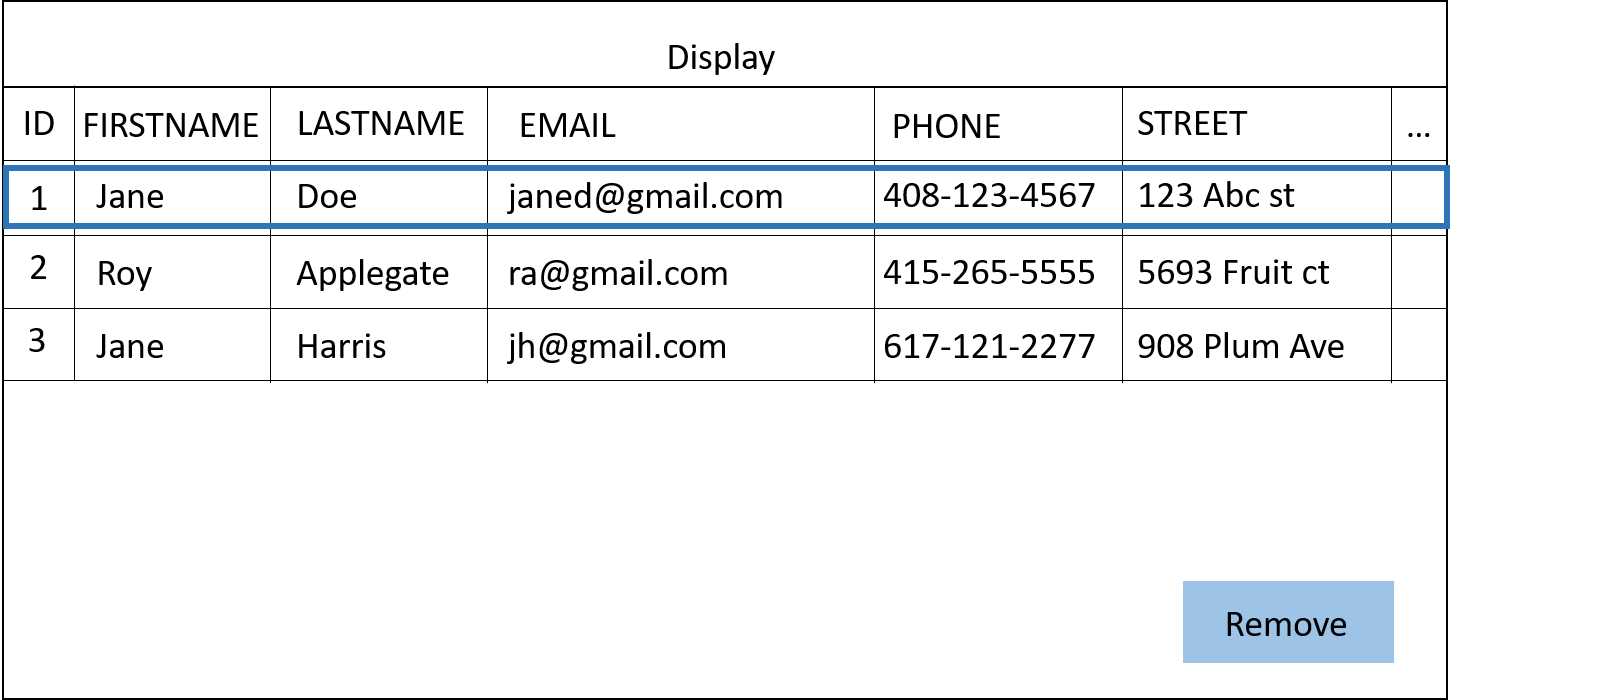 Display
ID FIRSTNAME LASTNAME EMAIL PHONE STREET ...
1 Jane Doe janed@gmail.com 408-123-4567 123 Abc st
2 Roy Applegate ra@gmail.com 415-265-5555 5693 Fruit ct
3 Jane Harris jh@gmail.com 617-121-2277 908 Plum Ave
Remove